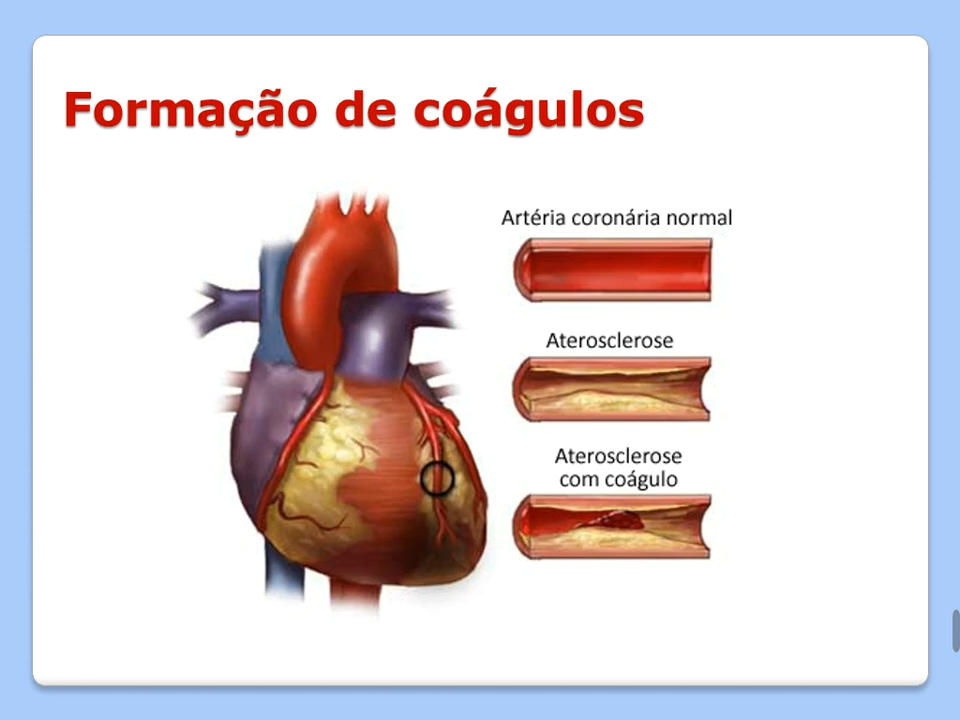 Formação de coágulos
Artéria coronária normal
Aterosclerose
Aterosclerose
com coágulo